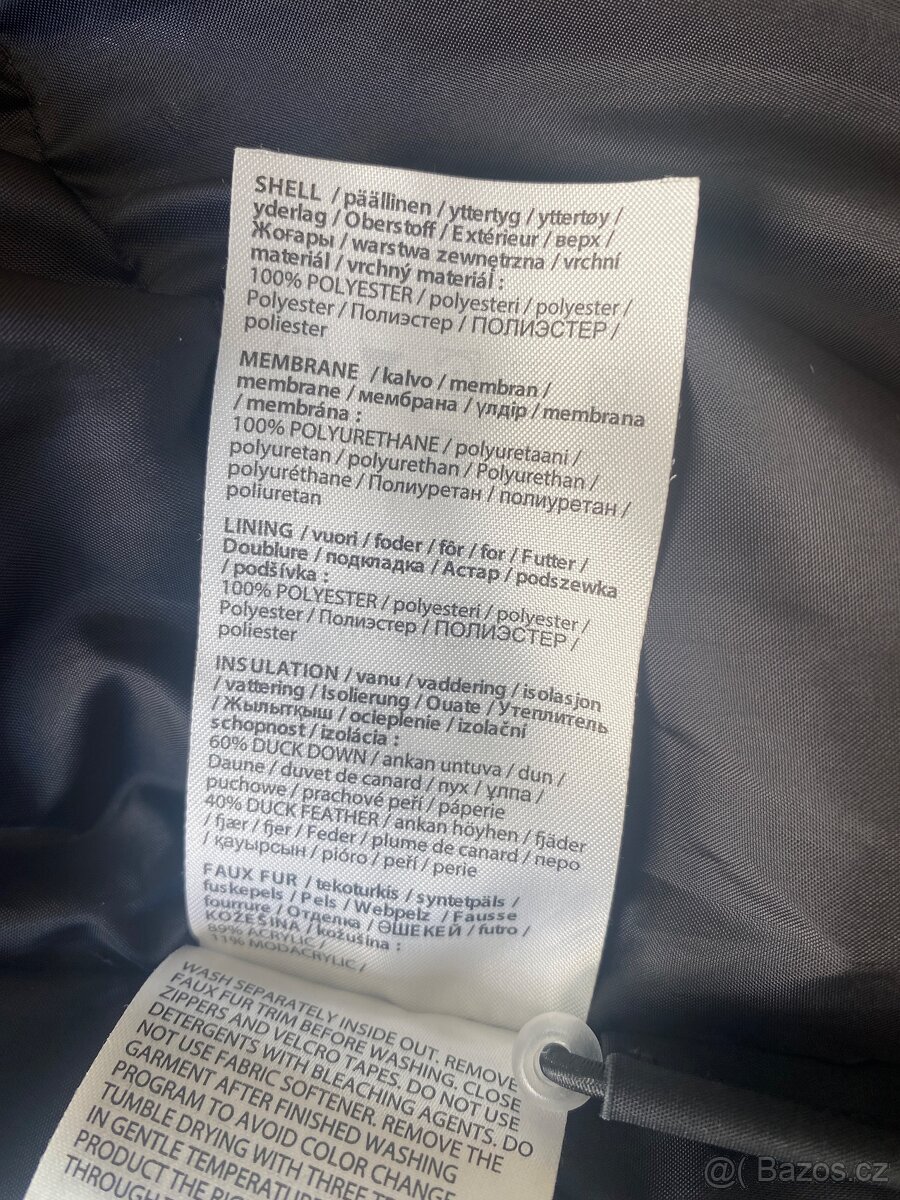 SHELL / päällinen / yttertyg / yttertøy /
yderlag / Oberstoff / Extérieur / верх /
Жоғары / warstwa zewnętrzna / vrchní
materiál / vrchný materiál :
100% POLYESTER / polyesteri / polyester /
Polyester / Полиэстер / ПОЛИЭСТЕР /
poliester
MEMBRANE / kalvo / membran /
membrane / мембрана / үлдір / membrana
/ membrána :
100% POLYURETHANE / polyuretaani /
polyuretan / polyurethan / Polyurethan /
polyuréthane / Полиуретан / полиуретан /
poliuretan
LINING / vuori / foder / fôr / for / Futter /
Doublure / подкладка / Астар / podszewka
/ podšívka :
100% POLYESTER / polyesteri / polyester /
Polyester / Полиэстер / ПОЛИЭСТЕР /
poliester
INSULATION / vanu / vaddering / isolasjon
/ vattering / Isolierung / Ouate / Утеплитель
/ Жылытқыш / ocieplenie / izolační
schopnost / izolácia :
60% DUCK DOWN / ankan untuva / dun /
Daune / duvet de canard / пух / ұлпа /
puchowe / prachové peří / páperie
40% DUCK FEATHER / ankan höyhen / fjäder
/ fjær / fjer / Feder / plume de canard / перо
/ қауырсын / pióro / peří / perie
FAUX FUR / tekoturkis / syntetpäls /
fuskepels / Pels / Webpelz / Fausse
fourrure / Отделка / ӨШЕКЕЙ / futro /
KOŽEŠINA / kožušina :
89% ACRYLIC /
11% MODACRYLIC /
WASH SEPARATELY INSIDE OUT. REMOVE
FAUX FUR TRIM BEFORE WASHING. CLOSE
ZIPPERS AND VELCRO TAPES. DO NOT USE
DETERGENTS WITH BLEACHING AGENTS. DO
NOT USE FABRIC SOFTENER. REMOVE THE
GARMENT AFTER FINISHED WASHING
PROGRAM TO AVOID COLOR CHANGE
TUMBLE DRYING WITH THREE
IN GENTLE
PRODUCT THE
@( Bazos.cz